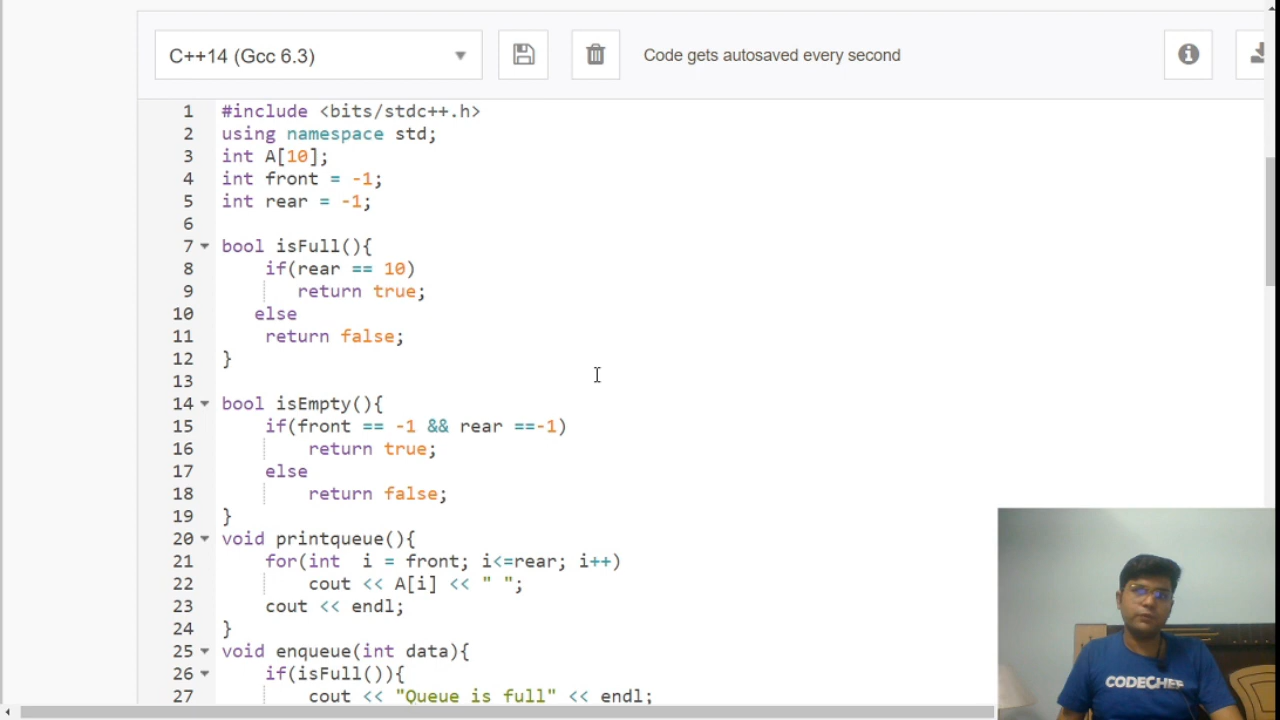 C++14 (Gcc 6.3)
Code gets autosaved every second
1 #include <bits/stdc++.h>
2 using namespace std;
3 int A[10];
4 int front = -1;
5 int rear = -1;
6
7 bool isFull(){
8 if(rear == 10)
9 return true;
10 else
11 return false;
12 }
13
14 bool isEmpty(){
15 if(front == -1 && rear ==-1)
16 return true;
17 else
18 return false;
19 }
20 void printqueue(){
21 for(int  i = front; i<=rear; i++)
22 cout << A[i] << " ";
23 cout << endl;
24 }
25 void enqueue(int data){
26 if(isFull()){
27 cout << "Queue is full" << endl;
CODECHEF